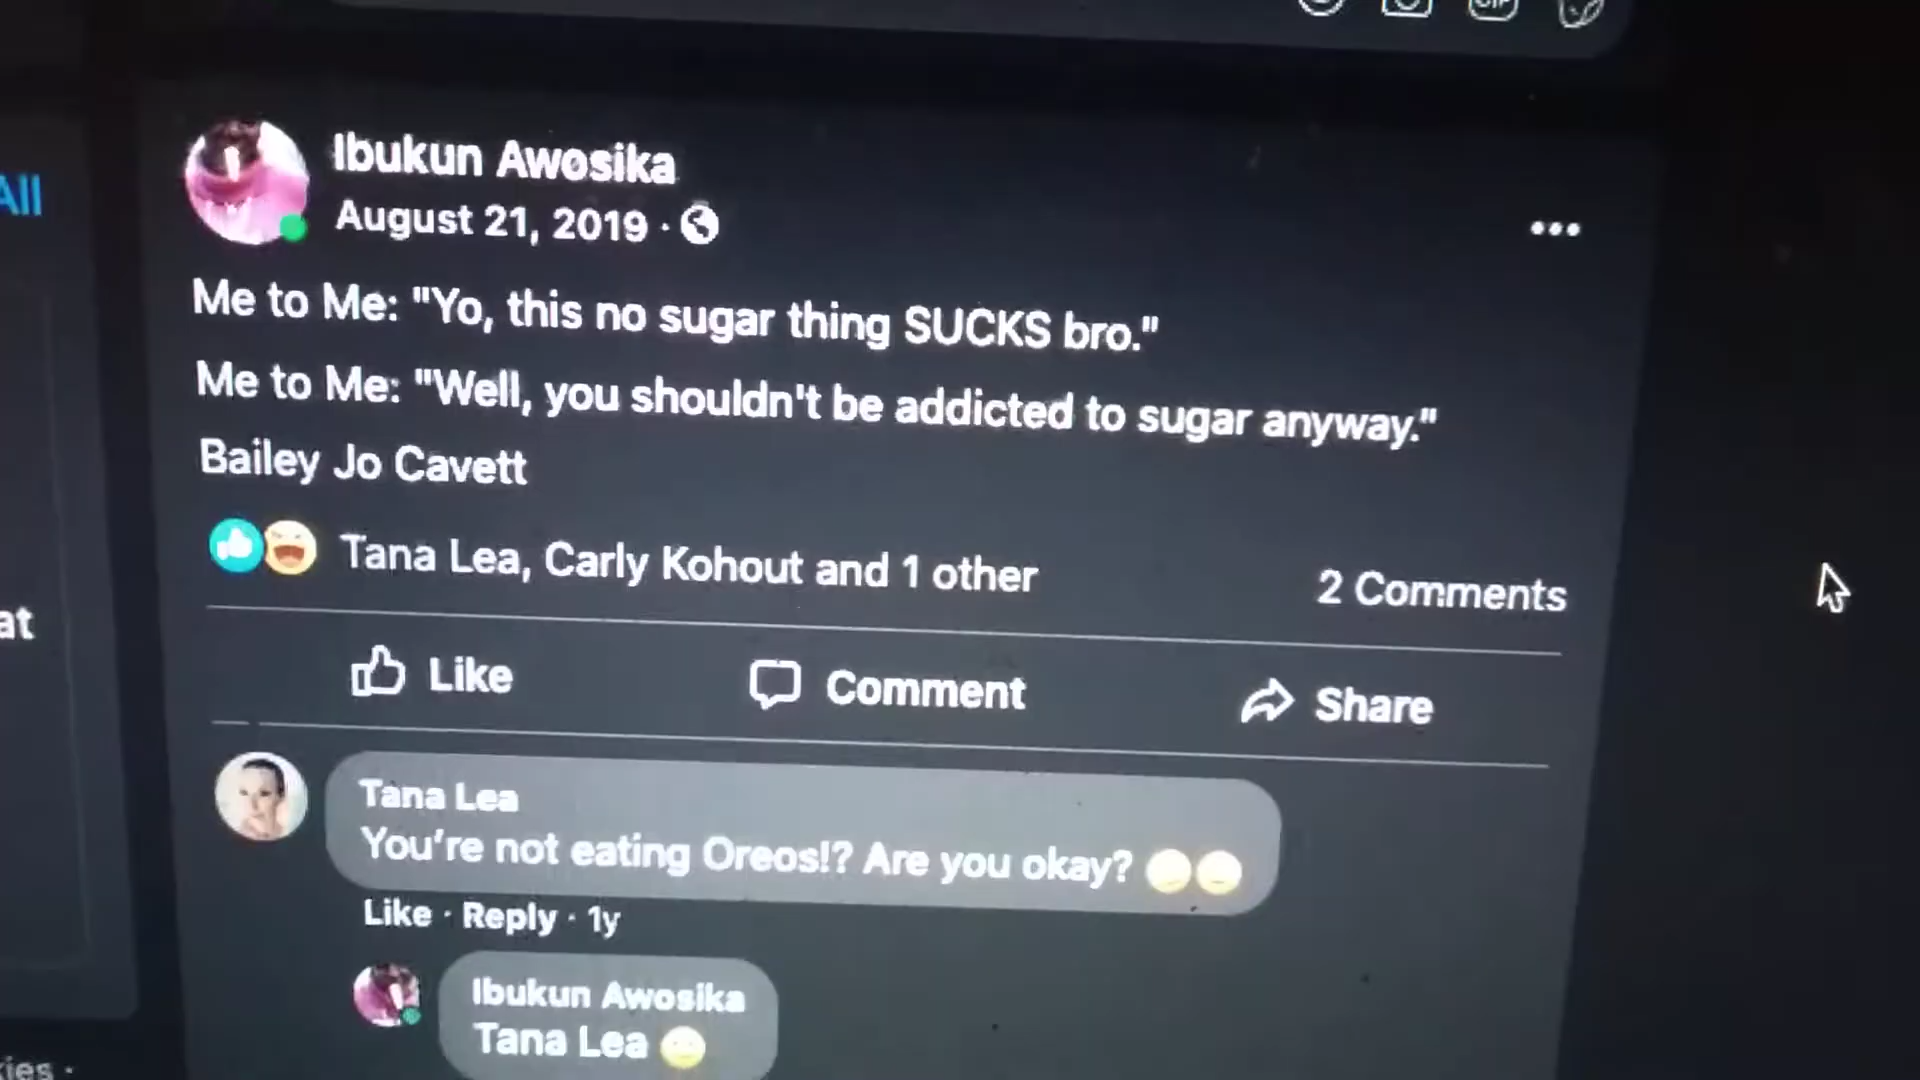 GIF
All
Ibukun Awosika
August 21, 2019 ·
Me to Me: "Yo, this no sugar thing SUCKS bro."
Me to Me: "Well, you shouldn't be addicted to sugar anyway."
Bailey Jo Cavett
Tana Lea, Carly Kohout and 1 other
2 Comments
at
Like
Comment
Share
Tana Lea
You're not eating Oreos!? Are you okay?
Like · Reply · 1y
Ibukun Awosika
Tana Lea
kies ·